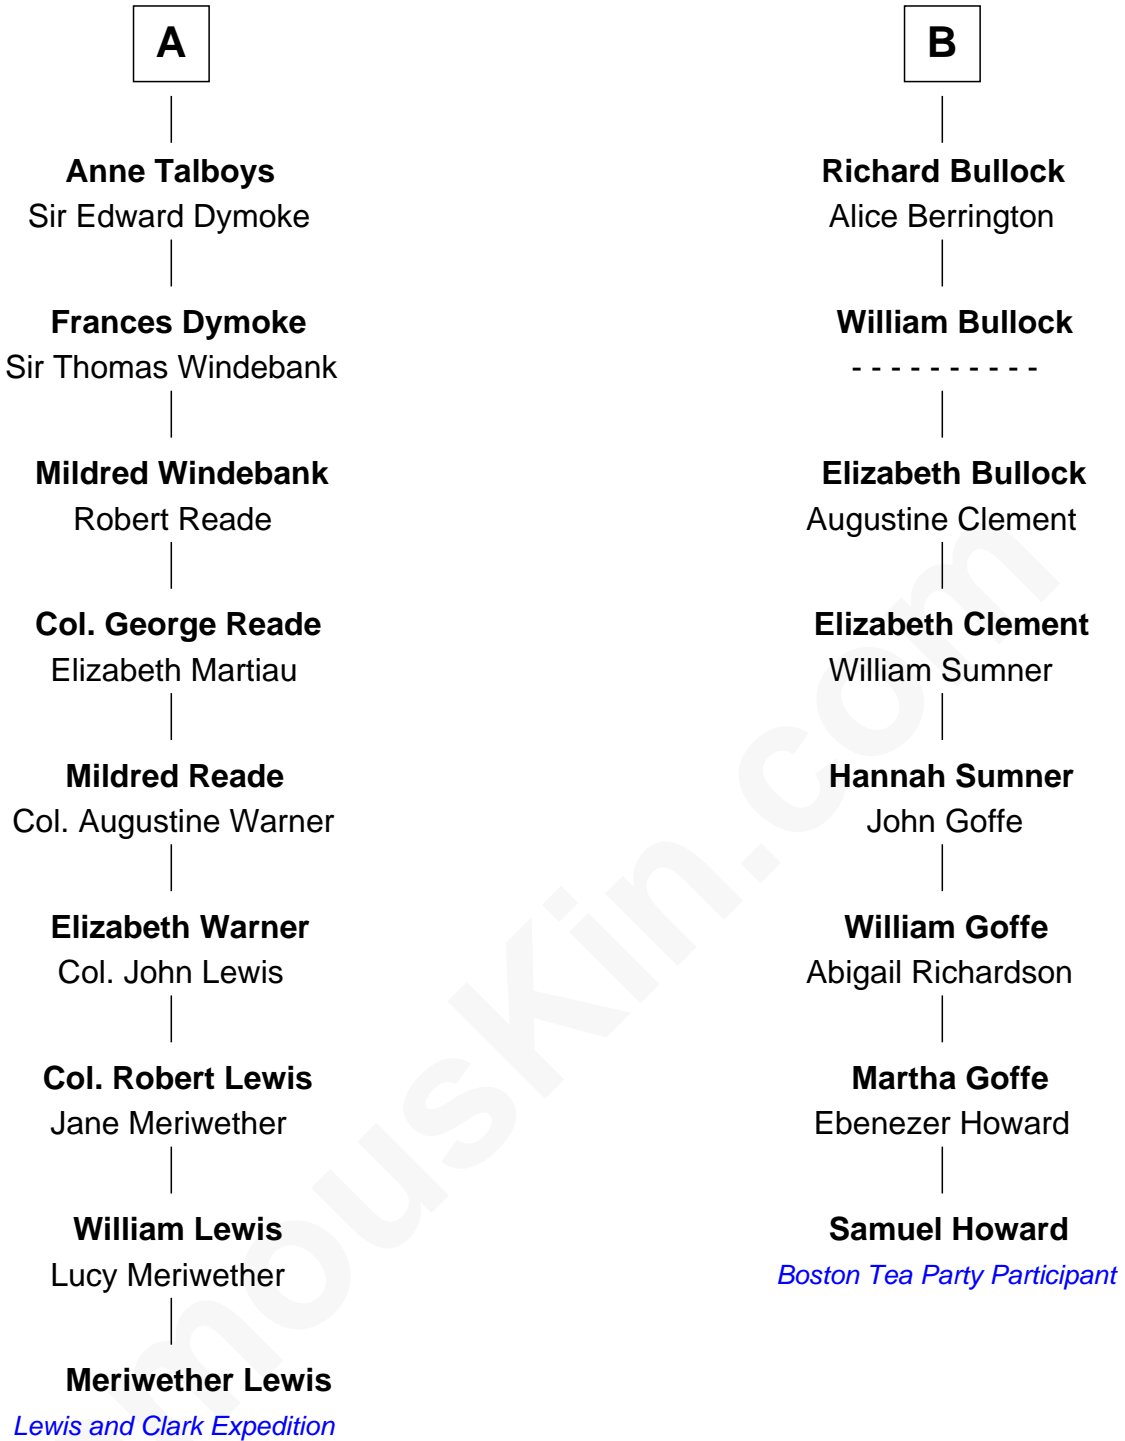 A
Anne Talboys
Sir Edward Dymoke
Frances Dymoke
Sir Thomas Windebank
Mildred Windebank
Robert Reade
Col. George Reade
Elizabeth Martiau
Mildred Reade
Col. Augustine Warner
Elizabeth Warner
Col. John Lewis
Col. Robert Lewis
Jane Meriwether
William Lewis
Lucy Meriwether
Meriwether Lewis
Lewis and Clark Expedition
B
Richard Bullock
Alice Berrington
William Bullock
- - - - - - - - - -
Elizabeth Bullock
Augustine Clement
Elizabeth Clement
William Sumner
Hannah Sumner
John Goffe
William Goffe
Abigail Richardson
Martha Goffe
Ebenezer Howard
Samuel Howard
Boston Tea Party Participant
mousKin.com